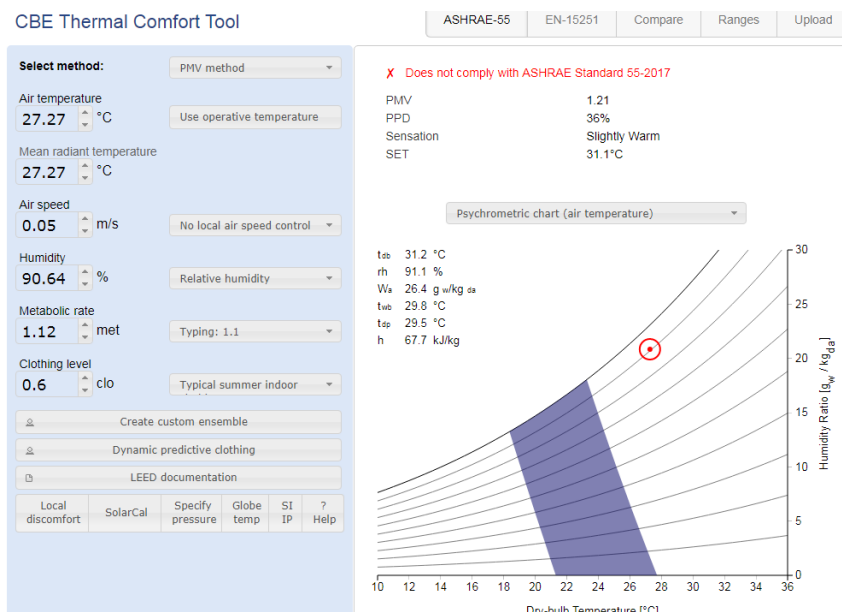 CBE Thermal Comfort Tool
ASHRAE-55 EN-15251 Compare Ranges Upload
Select method: PMV method
Air temperature
27.27 °C Use operative temperature
Mean radiant temperature
27.27 °C
Air speed
0.05 m/s No local air speed control
Humidity
90.64 % Relative humidity
Metabolic rate
1.12 met Typing: 1.1
Clothing level
0.6 clo Typical summer indoor
Create custom ensemble
Dynamic predictive clothing
LEED documentation
Local discomfort
SolarCal
Specify pressure
Globe temp
SI IP
? Help
✗ Does not comply with ASHRAE Standard 55-2017
PMV 1.21
PPD 36%
Sensation Slightly Warm
SET 31.1°C
Psychrometric chart (air temperature)
tdb 31.2 °C
rh 91.1 %
Wa 26.4 g w/kg da
twb 29.8 °C
tdp 29.5 °C
h 67.7 kJ/kg
30
25
20
15
10
5
0
Humidity Ratio [gw / kgda]
10 12 14 16 18 20 22 24 26 28 30 32 34 36
Dry-bulb Temperature [°C]